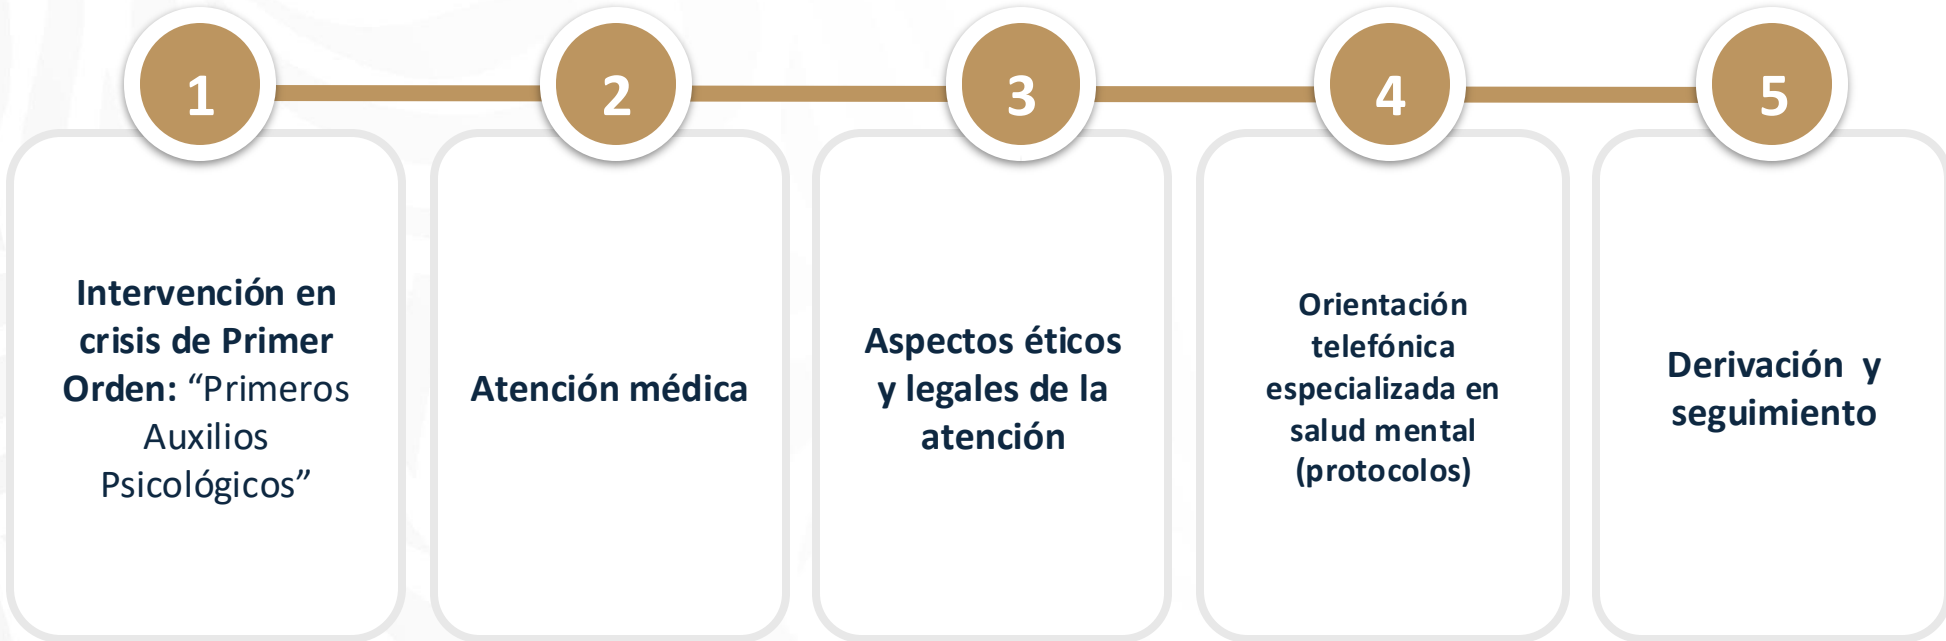 1
2
3
4
5
Intervención en
crisis de Primer
Orden: “Primeros
Auxilios
Psicológicos”
Atención médica
Aspectos éticos
y legales de la
atención
Orientación
telefónica
especializada en
salud mental
(protocolos)
Derivación y
seguimiento